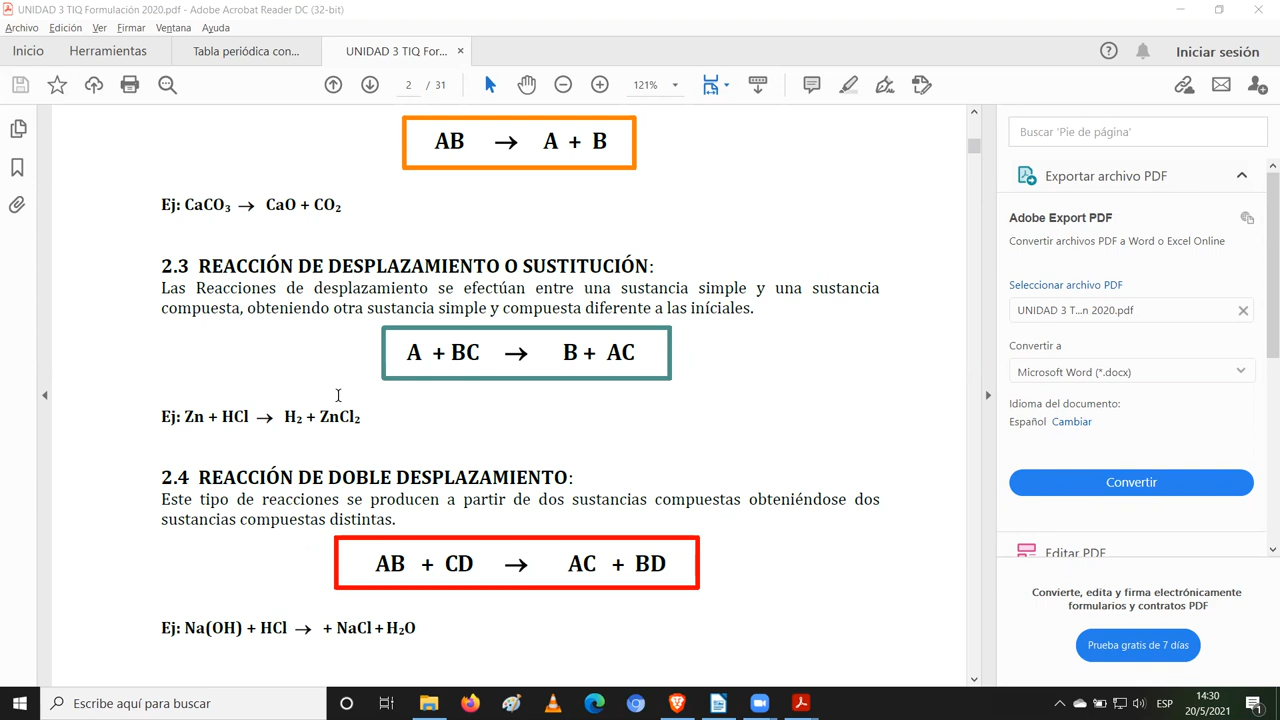 UNIDAD 3 TIQ Formulación 2020.pdf - Adobe Acrobat Reader DC (32-bit)
Archivo Edición Ver Firmar Ventana Ayuda
Inicio Herramientas Tabla periódica con... UNIDAD 3 TIQ For... × Iniciar sesión
2 / 31 121%
AB → A + B
Ej: CaCO₃ → CaO + CO₂
2.3 REACCIÓN DE DESPLAZAMIENTO O SUSTITUCIÓN:
Las Reacciones de desplazamiento se efectúan entre una sustancia simple y una sustancia
compuesta, obteniendo otra sustancia simple y compuesta diferente a las iníciales.
A + BC → B + AC
Ej: Zn + HCl → H₂ + ZnCl₂
2.4 REACCIÓN DE DOBLE DESPLAZAMIENTO:
Este tipo de reacciones se producen a partir de dos sustancias compuestas obteniéndose dos
sustancias compuestas distintas.
AB + CD → AC + BD
Ej: Na(OH) + HCl → + NaCl + H₂O
Buscar 'Pie de página'
Exportar archivo PDF
Adobe Export PDF
Convertir archivos PDF a Word o Excel Online
Seleccionar archivo PDF
UNIDAD 3 T...n 2020.pdf
Convertir a
Microsoft Word (*.docx)
Idioma del documento:
Español Cambiar
Convertir
Editar PDF
Convierte, edita y firma electrónicamente
formularios y contratos PDF
Prueba gratis de 7 días
Escribe aquí para buscar
ESP
14:30
20/5/2021
1